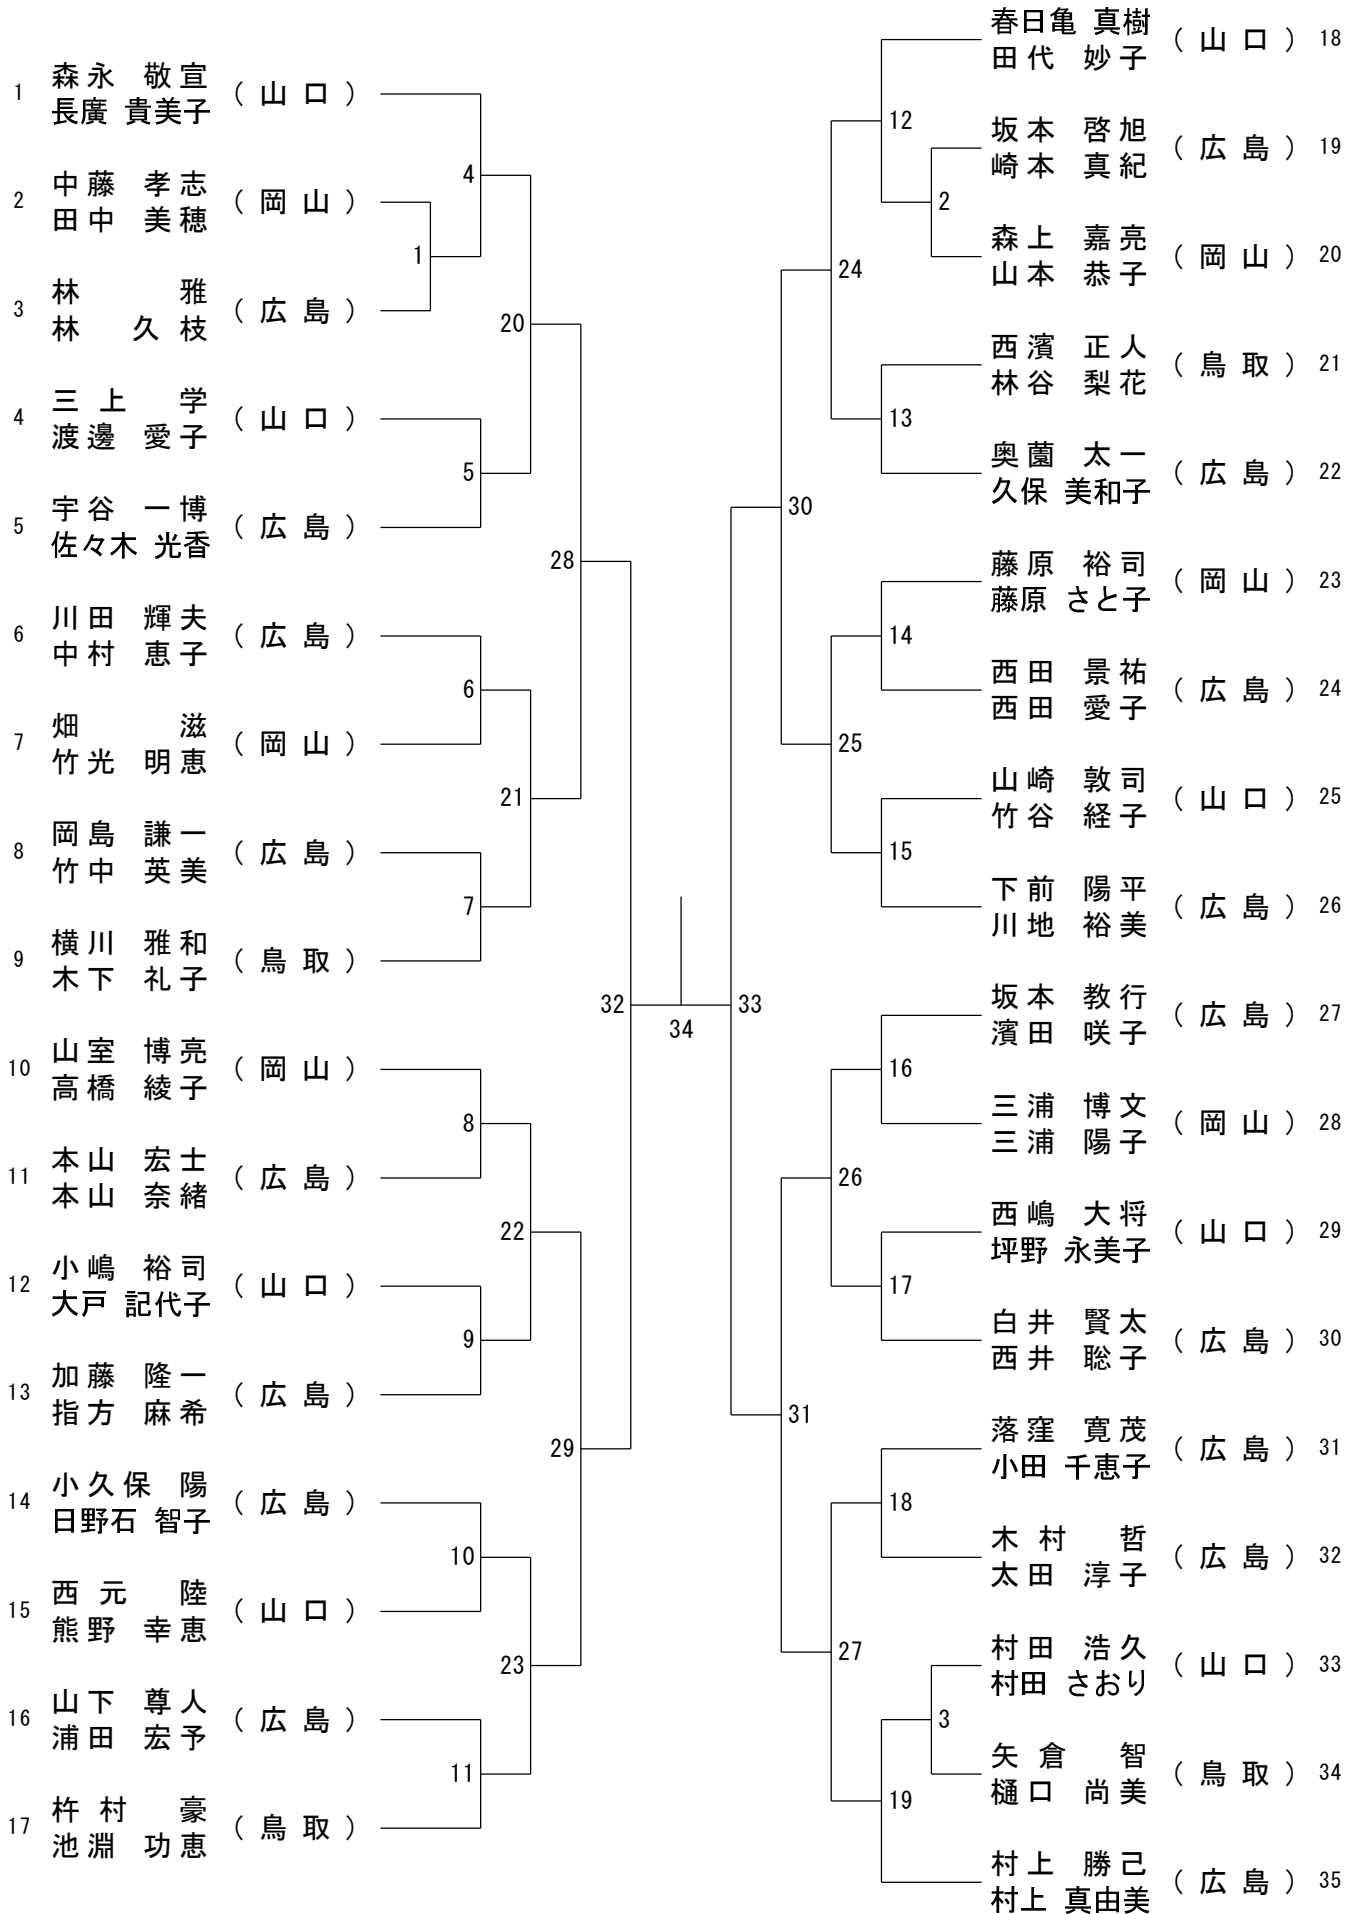 1 森永 敬宣 (山口)
長廣 貴美子
2 中藤 孝志 (岡山)
田中 美穂
3 林 雅 (広島)
林 久枝
4 三上 学 (山口)
渡邊 愛子
5 宇谷 一博 (広島)
佐々木 光香
6 川田 輝夫 (広島)
中村 恵子
7 畑 滋 (岡山)
竹光 明恵
8 岡島 謙一 (広島)
竹中 英美
9 横川 雅和 (鳥取)
木下 礼子
10 山室 博亮 (岡山)
高橋 綾子
11 本山 宏士 (広島)
本山 奈緒
12 小嶋 裕司 (山口)
大戸 記代子
13 加藤 隆一 (広島)
指方 麻希
14 小久保 陽 (広島)
日野石 智子
15 西元 陸 (山口)
熊野 幸恵
16 山下 尊人 (広島)
浦田 宏予
17 杵村 豪 (鳥取)
池淵 功恵
1
4
5
6
7
8
9
10
11
20
21
22
23
28
29
32
34
33
30
31
24
25
26
27
12
13
14
15
16
17
18
19
2
3
春日亀 真樹 (山口) 18
田代 妙子
坂本 啓旭 (広島) 19
崎本 真紀
森上 嘉亮 (岡山) 20
山本 恭子
西濱 正人 (鳥取) 21
林谷 梨花
奥薗 太一 (広島) 22
久保 美和子
藤原 裕司 (岡山) 23
藤原 さと子
西田 景祐 (広島) 24
西田 愛子
山崎 敦司 (山口) 25
竹谷 経子
下前 陽平 (広島) 26
川地 裕美
坂本 教行 (広島) 27
濱田 咲子
三浦 博文 (岡山) 28
三浦 陽子
西嶋 大将 (山口) 29
坪野 永美子
白井 賢太 (広島) 30
西井 聡子
落窪 寛茂 (広島) 31
小田 千恵子
木村 哲 (広島) 32
太田 淳子
村田 浩久 (山口) 33
村田 さおり
矢倉 智 (鳥取) 34
樋口 尚美
村上 勝己 (広島) 35
村上 真由美